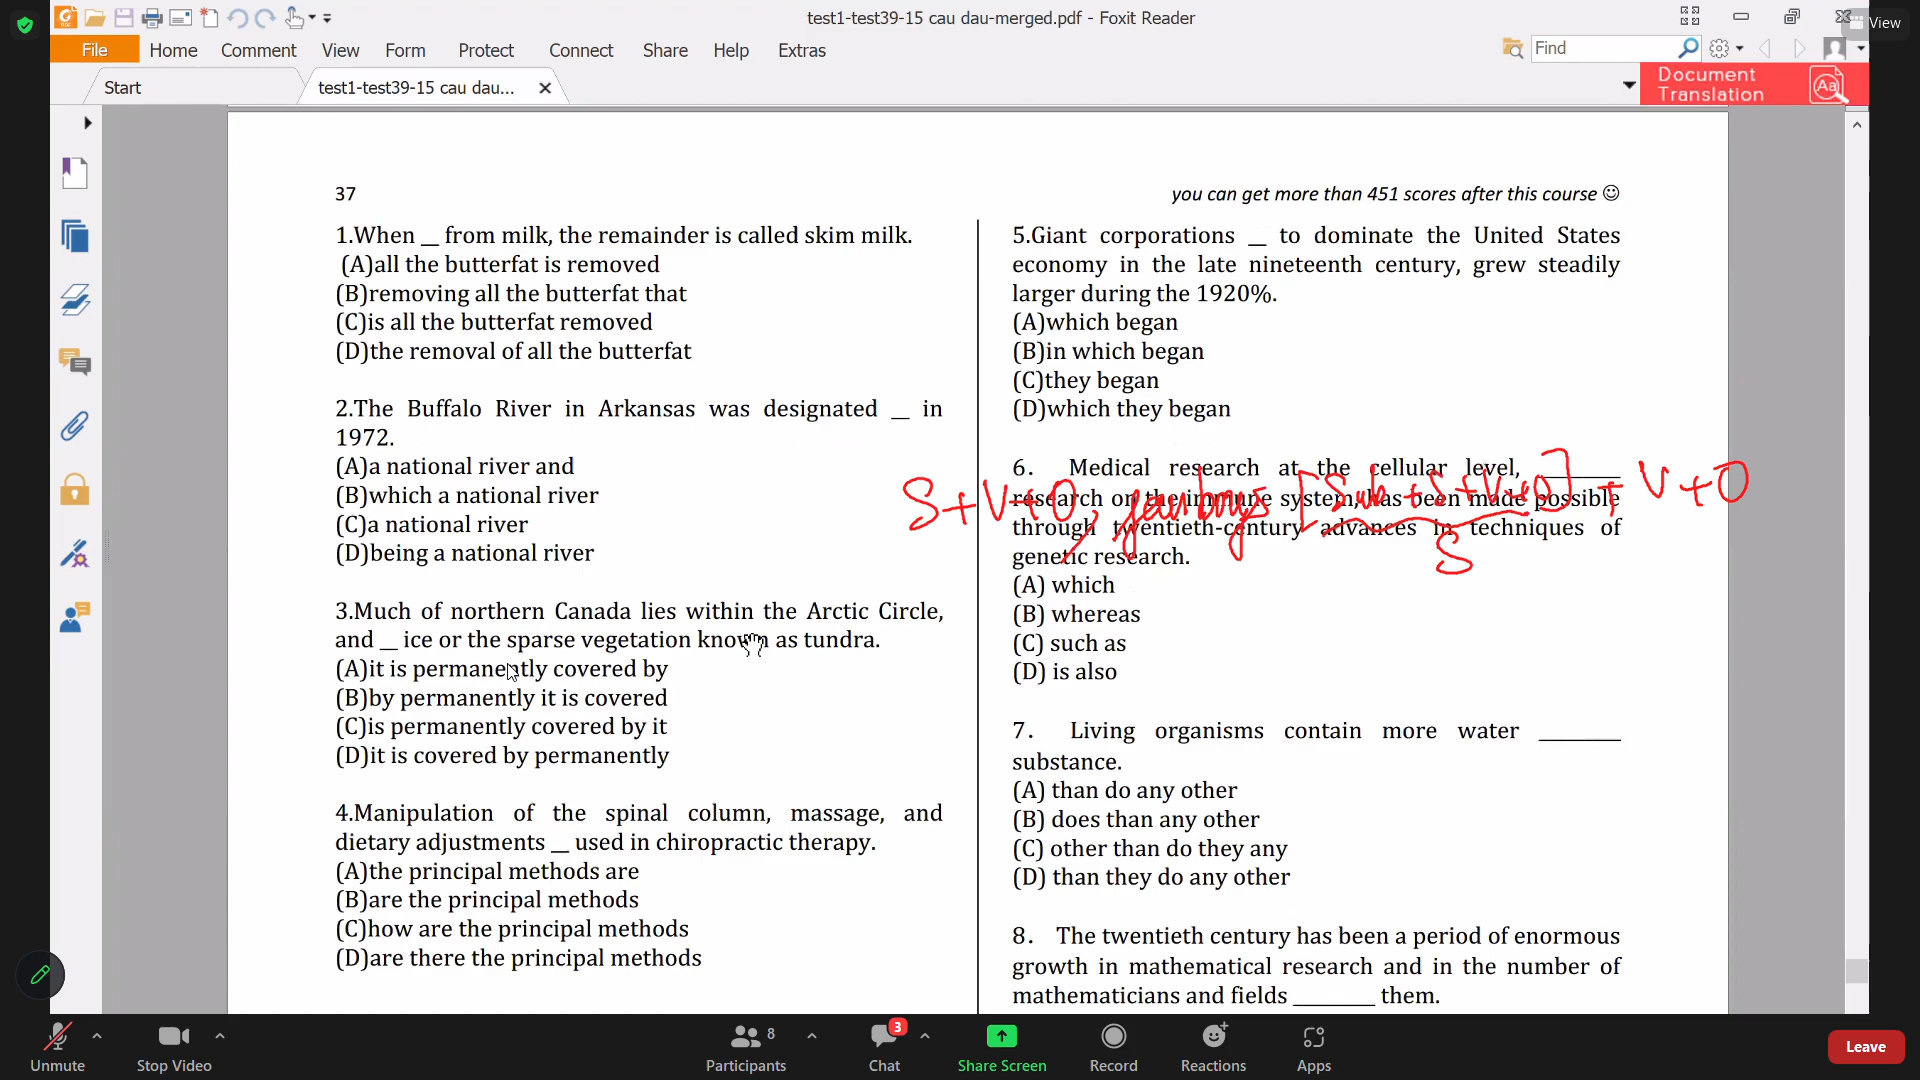 test1-test39-15 cau dau-merged.pdf - Foxit Reader
View
File
Home
Comment
View
Form
Protect
Connect
Share
Help
Extras
Find
Start
test1-test39-15 cau dau...
Document
Translation
37
you can get more than 451 scores after this course ☺
1.When __ from milk, the remainder is called skim milk.
(A)all the butterfat is removed
(B)removing all the butterfat that
(C)is all the butterfat removed
(D)the removal of all the butterfat
2.The Buffalo River in Arkansas was designated __ in
1972.
(A)a national river and
(B)which a national river
(C)a national river
(D)being a national river
3.Much of northern Canada lies within the Arctic Circle,
and __ ice or the sparse vegetation known as tundra.
(A)it is permanently covered by
(B)by permanently it is covered
(C)is permanently covered by it
(D)it is covered by permanently
4.Manipulation of the spinal column, massage, and
dietary adjustments __ used in chiropractic therapy.
(A)the principal methods are
(B)are the principal methods
(C)how are the principal methods
(D)are there the principal methods
5.Giant corporations __ to dominate the United States
economy in the late nineteenth century, grew steadily
larger during the 1920%.
(A)which began
(B)in which began
(C)they began
(D)which they began
6. Medical research at the cellular level, ________
research on the immune system, has been made possible
through twentieth-century advances in techniques of
genetic research.
S+V+O, [Sub+S+V+O] + V+O
S
(A) which
(B) whereas
(C) such as
(D) is also
7. Living organisms contain more water ________
substance.
(A) than do any other
(B) does than any other
(C) other than do they any
(D) than they do any other
8. The twentieth century has been a period of enormous
growth in mathematical research and in the number of
mathematicians and fields ________ them.
Unmute
Stop Video
Participants
8
Chat
3
Share Screen
Record
Reactions
Apps
Leave